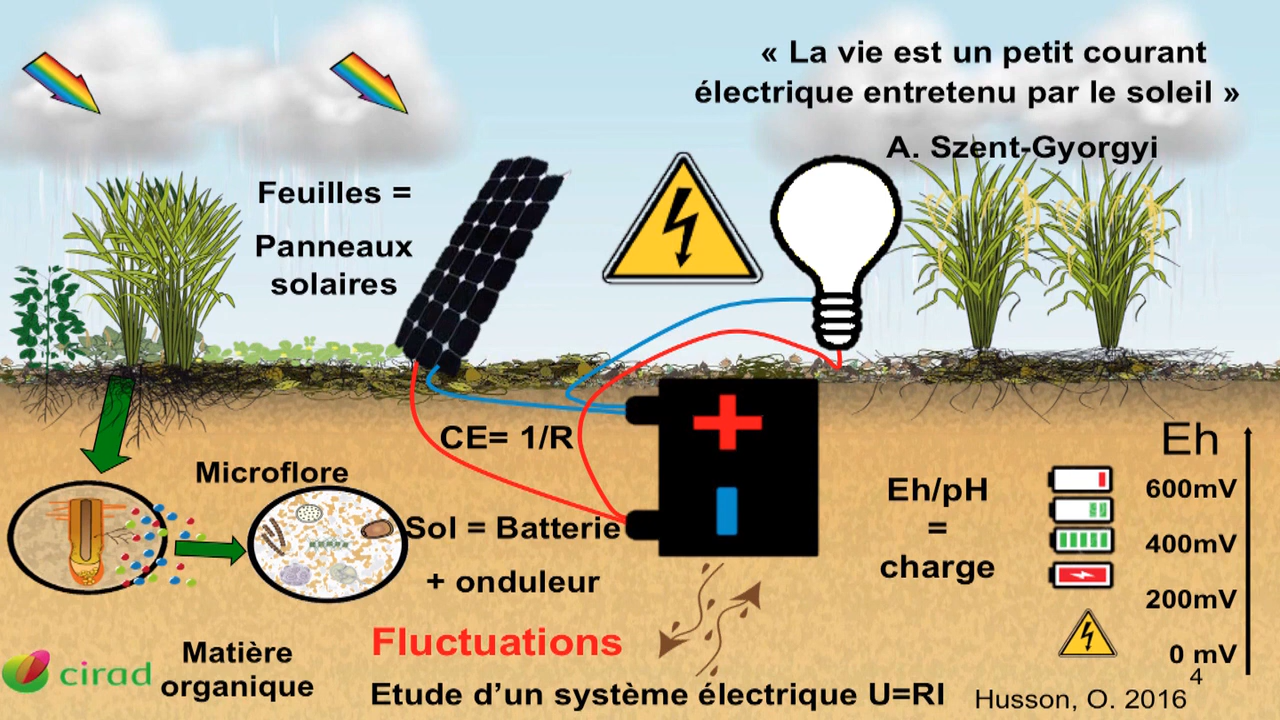 « La vie est un petit courant
électrique entretenu par le soleil »
A. Szent-Gyorgyi
Feuilles =
Panneaux
solaires
CE= 1/R
Microflore
Sol = Batterie
+ onduleur
Eh/pH
=
charge
Eh
600mV
400mV
200mV
0 mV
Fluctuations
Matière
organique
cirad
Etude d’un système électrique U=RI
Husson, O. 2016
4